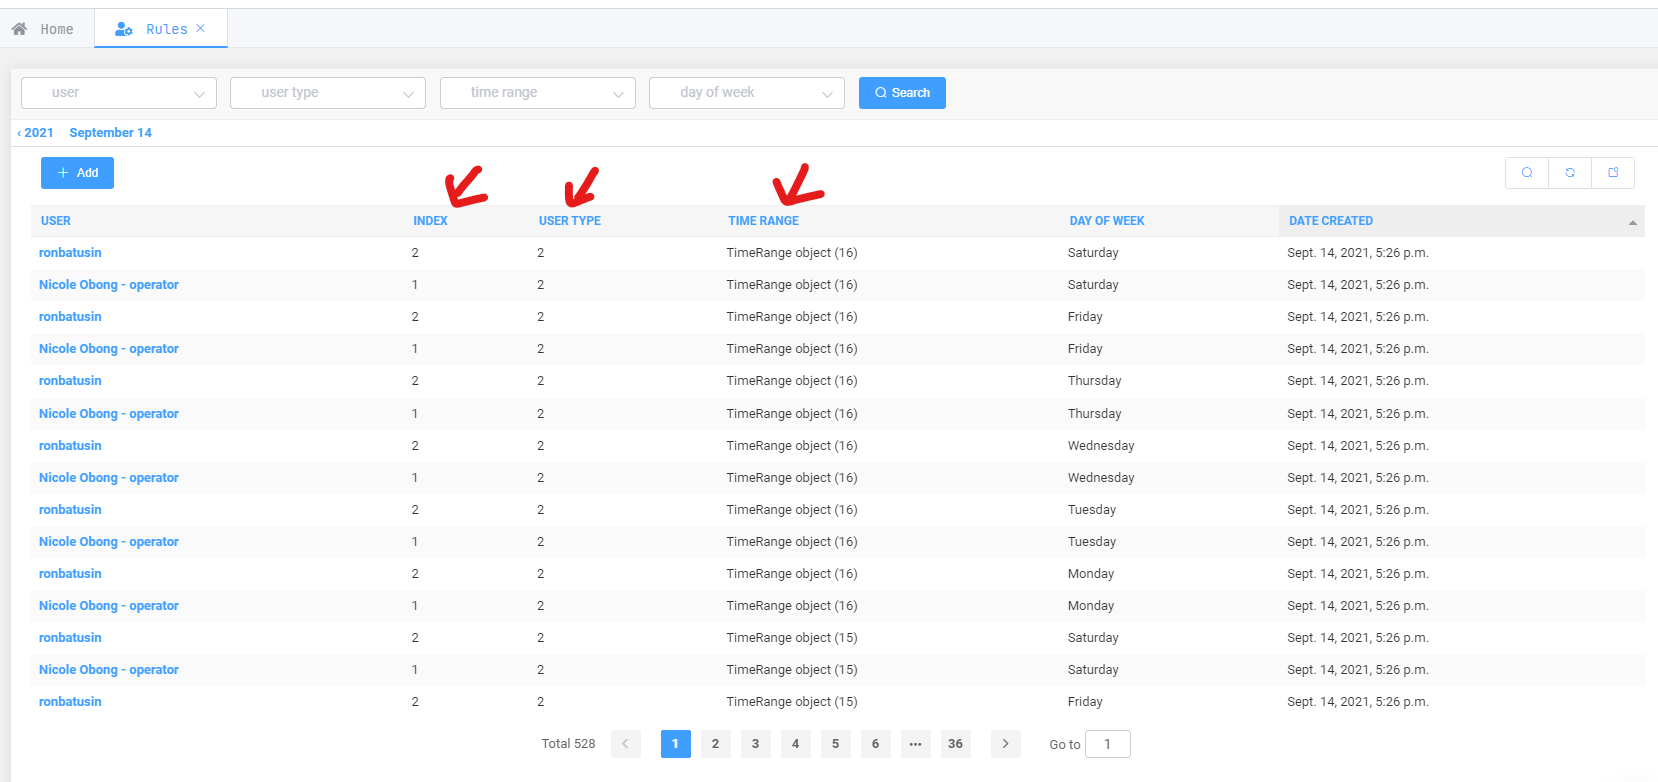 Home Rules ×
user user type time range day of week Search
‹ 2021 September 14
+ Add
USER INDEX USER TYPE TIME RANGE DAY OF WEEK DATE CREATED
ronbatusin 2 2 TimeRange object (16) Saturday Sept. 14, 2021, 5:26 p.m.
Nicole Obong - operator 1 2 TimeRange object (16) Saturday Sept. 14, 2021, 5:26 p.m.
ronbatusin 2 2 TimeRange object (16) Friday Sept. 14, 2021, 5:26 p.m.
Nicole Obong - operator 1 2 TimeRange object (16) Friday Sept. 14, 2021, 5:26 p.m.
ronbatusin 2 2 TimeRange object (16) Thursday Sept. 14, 2021, 5:26 p.m.
Nicole Obong - operator 1 2 TimeRange object (16) Thursday Sept. 14, 2021, 5:26 p.m.
ronbatusin 2 2 TimeRange object (16) Wednesday Sept. 14, 2021, 5:26 p.m.
Nicole Obong - operator 1 2 TimeRange object (16) Wednesday Sept. 14, 2021, 5:26 p.m.
ronbatusin 2 2 TimeRange object (16) Tuesday Sept. 14, 2021, 5:26 p.m.
Nicole Obong - operator 1 2 TimeRange object (16) Tuesday Sept. 14, 2021, 5:26 p.m.
ronbatusin 2 2 TimeRange object (16) Monday Sept. 14, 2021, 5:26 p.m.
Nicole Obong - operator 1 2 TimeRange object (16) Monday Sept. 14, 2021, 5:26 p.m.
ronbatusin 2 2 TimeRange object (15) Saturday Sept. 14, 2021, 5:26 p.m.
Nicole Obong - operator 1 2 TimeRange object (15) Saturday Sept. 14, 2021, 5:26 p.m.
ronbatusin 2 2 TimeRange object (15) Friday Sept. 14, 2021, 5:26 p.m.
Total 528 ‹ 1 2 3 4 5 6 ••• 36 › Go to 1